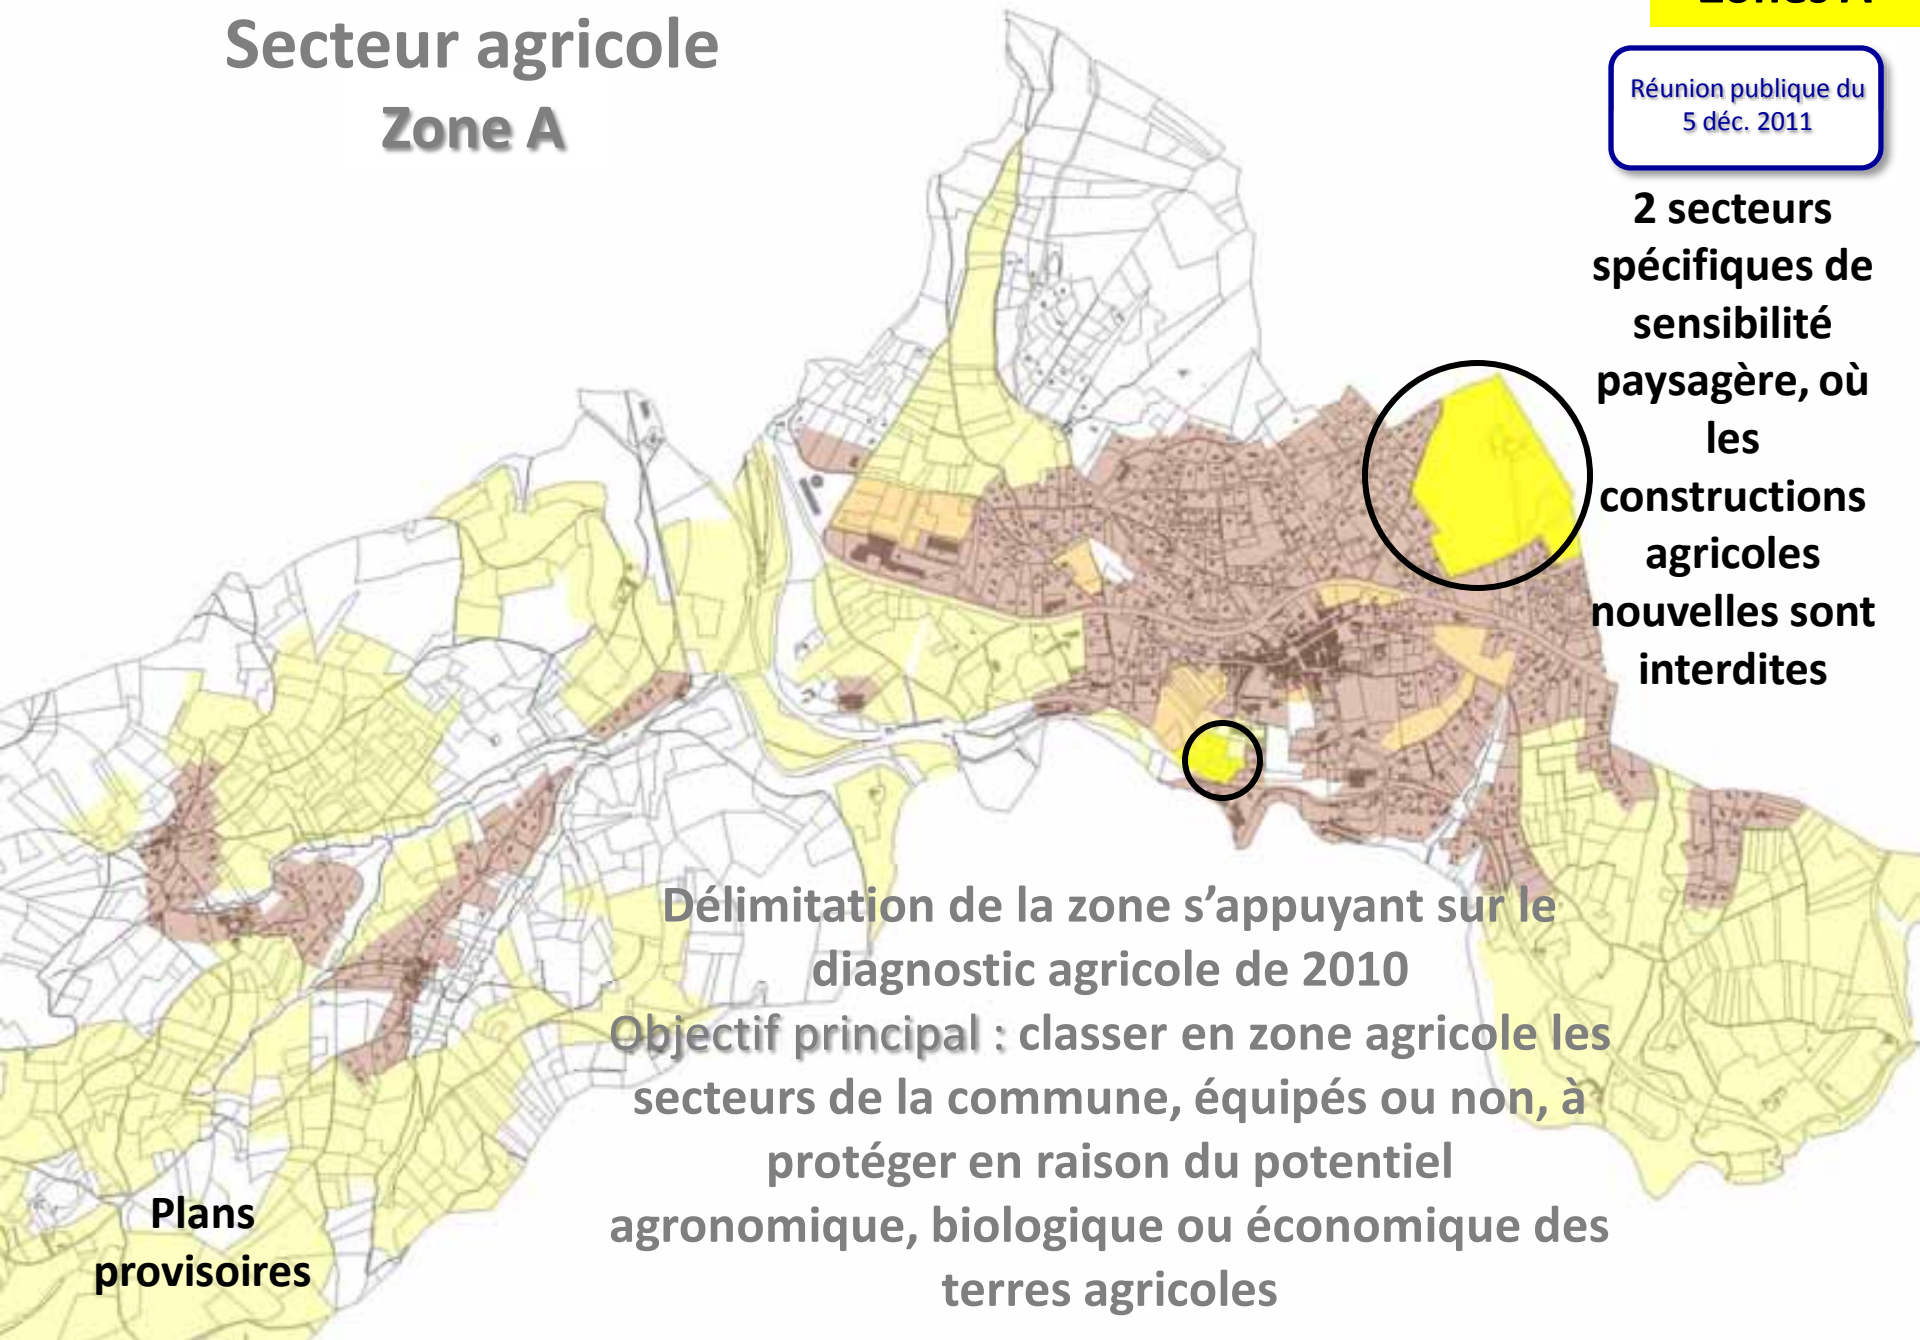 Secteur agricole
Zone A
Zones A
Réunion publique du
5 déc. 2011
2 secteurs
spécifiques de
sensibilité
paysagère, où
les
constructions
agricoles
nouvelles sont
interdites
Délimitation de la zone s’appuyant sur le
diagnostic agricole de 2010
Objectif principal : classer en zone agricole les
secteurs de la commune, équipés ou non, à
protéger en raison du potentiel
agronomique, biologique ou économique des
terres agricoles
Plans
provisoires